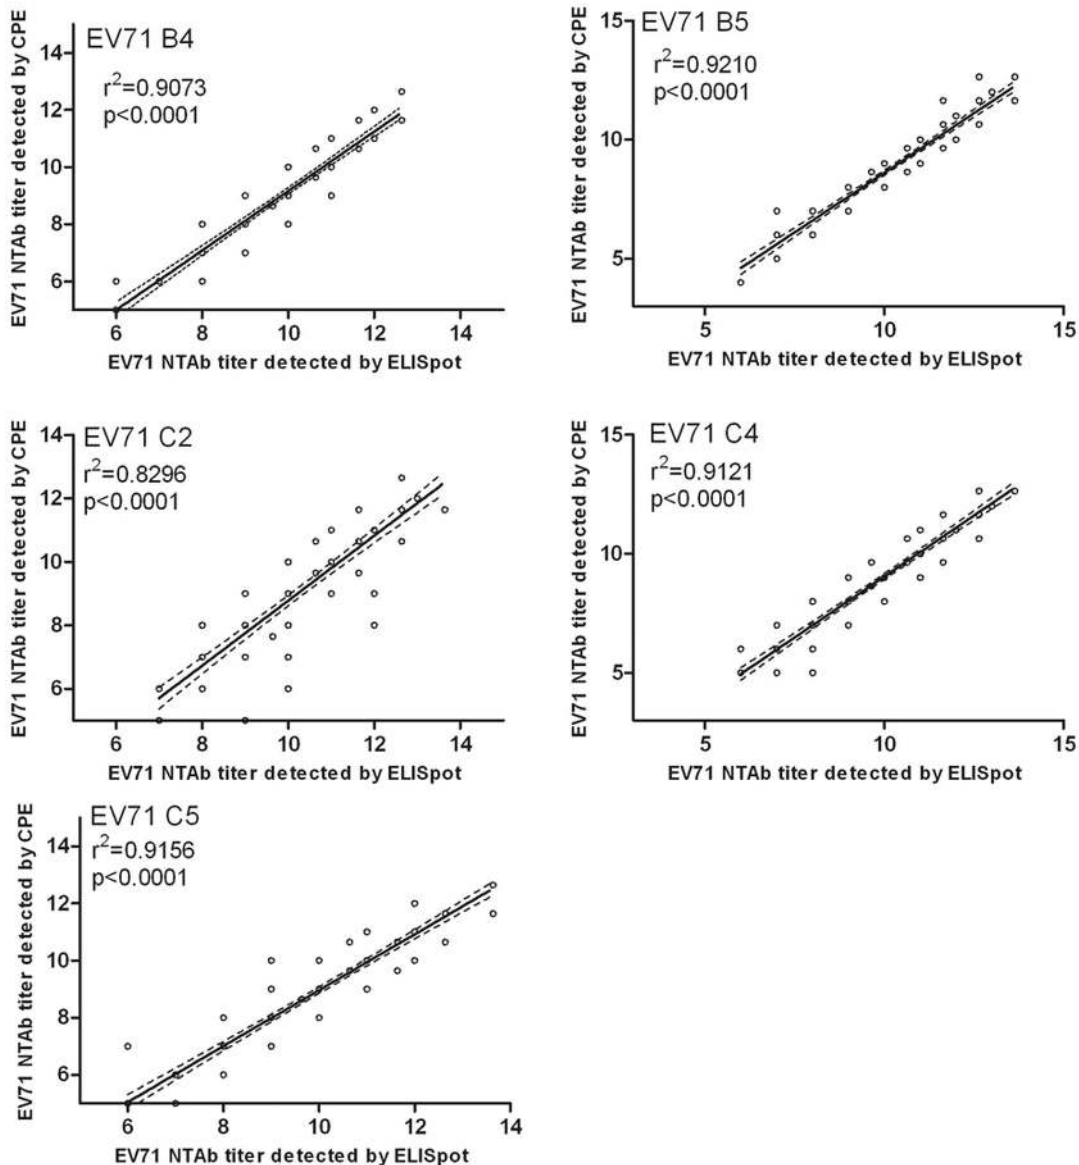 EV71 B4
r²=0.9073
p<0.0001
EV71 NTAb titer detected by CPE
14
12
10
8
6
6 8 10 12 14
EV71 NTAb titer detected by ELISpot
EV71 B5
r²=0.9210
p<0.0001
EV71 NTAb titer detected by CPE
15
10
5
5 10 15
EV71 NTAb titer detected by ELISpot
EV71 C2
r²=0.8296
p<0.0001
EV71 NTAb titer detected by CPE
14
12
10
8
6
6 8 10 12 14
EV71 NTAb titer detected by ELISpot
EV71 C4
r²=0.9121
p<0.0001
EV71 NTAb titer detected by CPE
15
10
5
5 10 15
EV71 NTAb titer detected by ELISpot
EV71 C5
r²=0.9156
p<0.0001
EV71 NTAb titer detected by CPE
14
12
10
8
6
6 8 10 12 14
EV71 NTAb titer detected by ELISpot